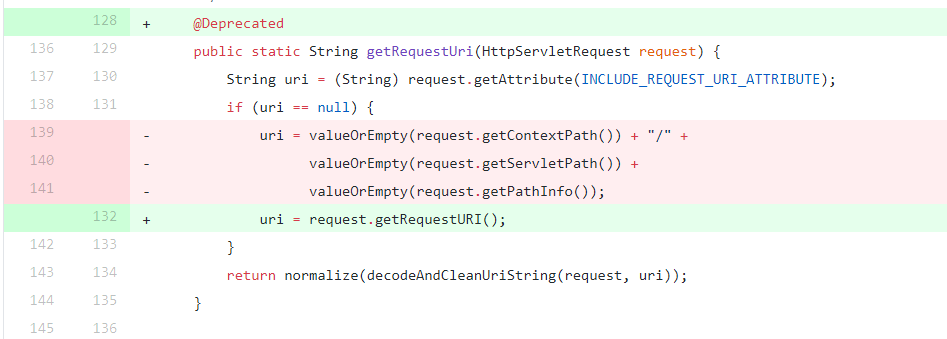 128 + @Deprecated
136 129 public static String getRequestUri(HttpServletRequest request) {
137 130 String uri = (String) request.getAttribute(INCLUDE_REQUEST_URI_ATTRIBUTE);
138 131 if (uri == null) {
139 - uri = valueOrEmpty(request.getContextPath()) + "/" +
140 - valueOrEmpty(request.getServletPath()) +
141 - valueOrEmpty(request.getPathInfo());
132 + uri = request.getRequestURI();
142 133 }
143 134 return normalize(decodeAndCleanUriString(request, uri));
144 135 }
145 136